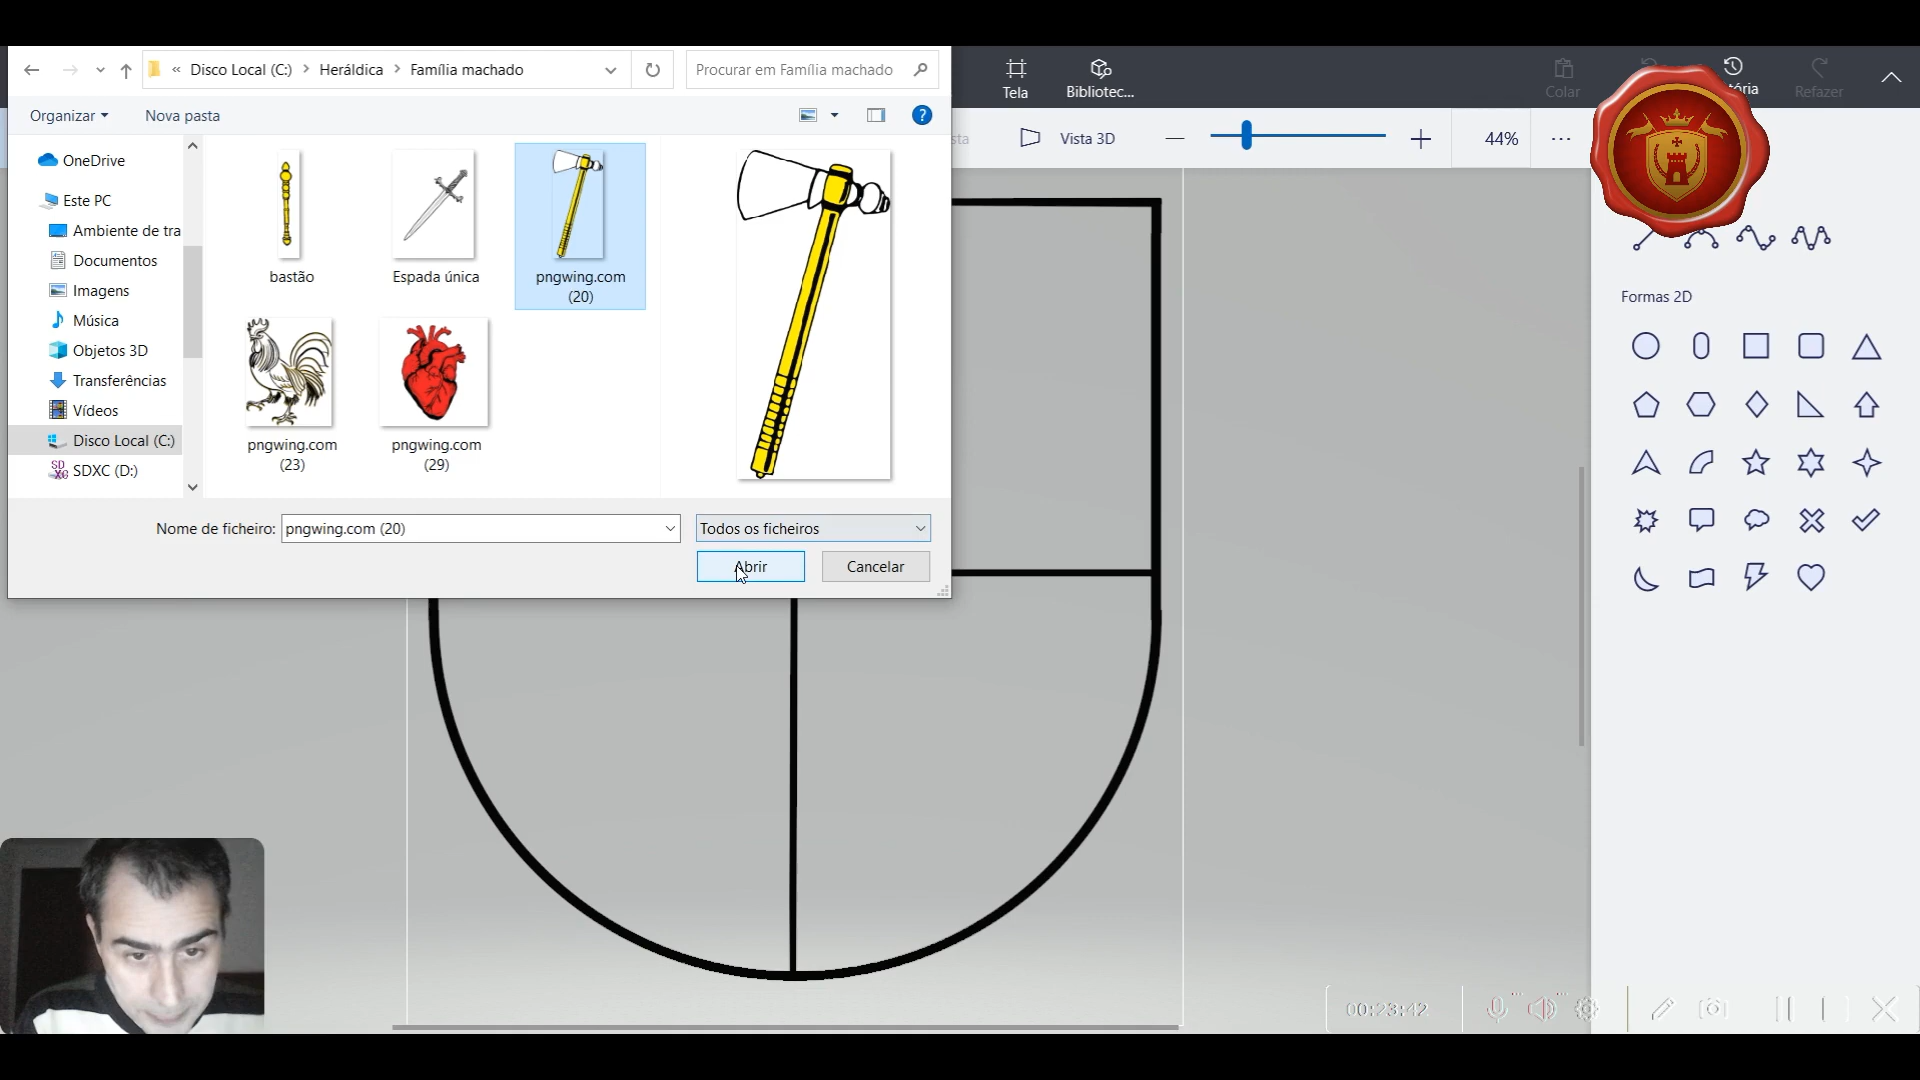 « Disco Local (C:) > Heráldica > Família machado
Procurar em Família machado
Organizar
Nova pasta
OneDrive
Este PC
Ambiente de tra
Documentos
Imagens
Música
Objetos 3D
Transferências
Vídeos
Disco Local (C:)
SDXC (D:)
bastão
Espada única
pngwing.com
(20)
pngwing.com
(23)
pngwing.com
(29)
Nome de ficheiro:
pngwing.com (20)
Todos os ficheiros
Abrir
Cancelar
Tela
Bibliotec...
Colar
Refazer
Vista 3D
44%
Formas 2D
00:23:42